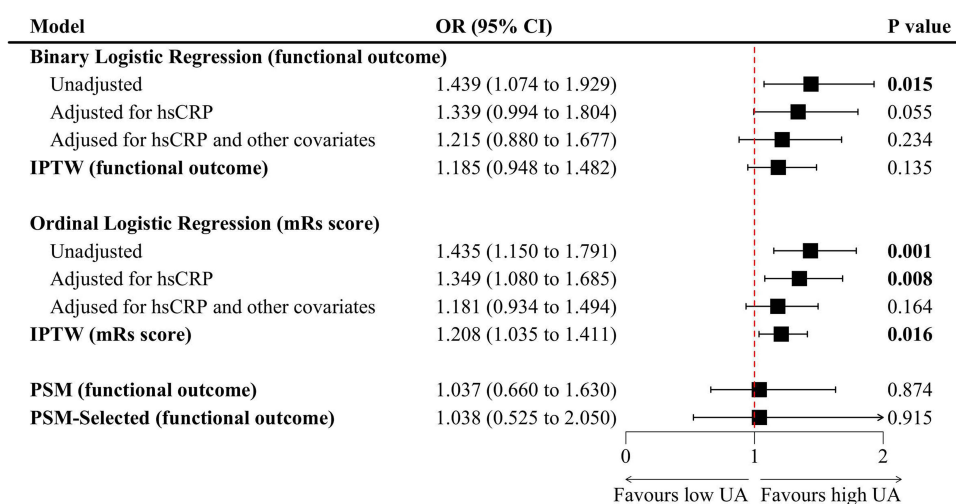 Model OR (95% CI) P value
Binary Logistic Regression (functional outcome)
Unadjusted 1.439 (1.074 to 1.929) 0.015
Adjusted for hsCRP 1.339 (0.994 to 1.804) 0.055
Adjused for hsCRP and other covariates 1.215 (0.880 to 1.677) 0.234
IPTW (functional outcome) 1.185 (0.948 to 1.482) 0.135
Ordinal Logistic Regression (mRs score)
Unadjusted 1.435 (1.150 to 1.791) 0.001
Adjusted for hsCRP 1.349 (1.080 to 1.685) 0.008
Adjused for hsCRP and other covariates 1.181 (0.934 to 1.494) 0.164
IPTW (mRs score) 1.208 (1.035 to 1.411) 0.016
PSM (functional outcome) 1.037 (0.660 to 1.630) 0.874
PSM-Selected (functional outcome) 1.038 (0.525 to 2.050) 0.915
0 1 2
Favours low UA Favours high UA